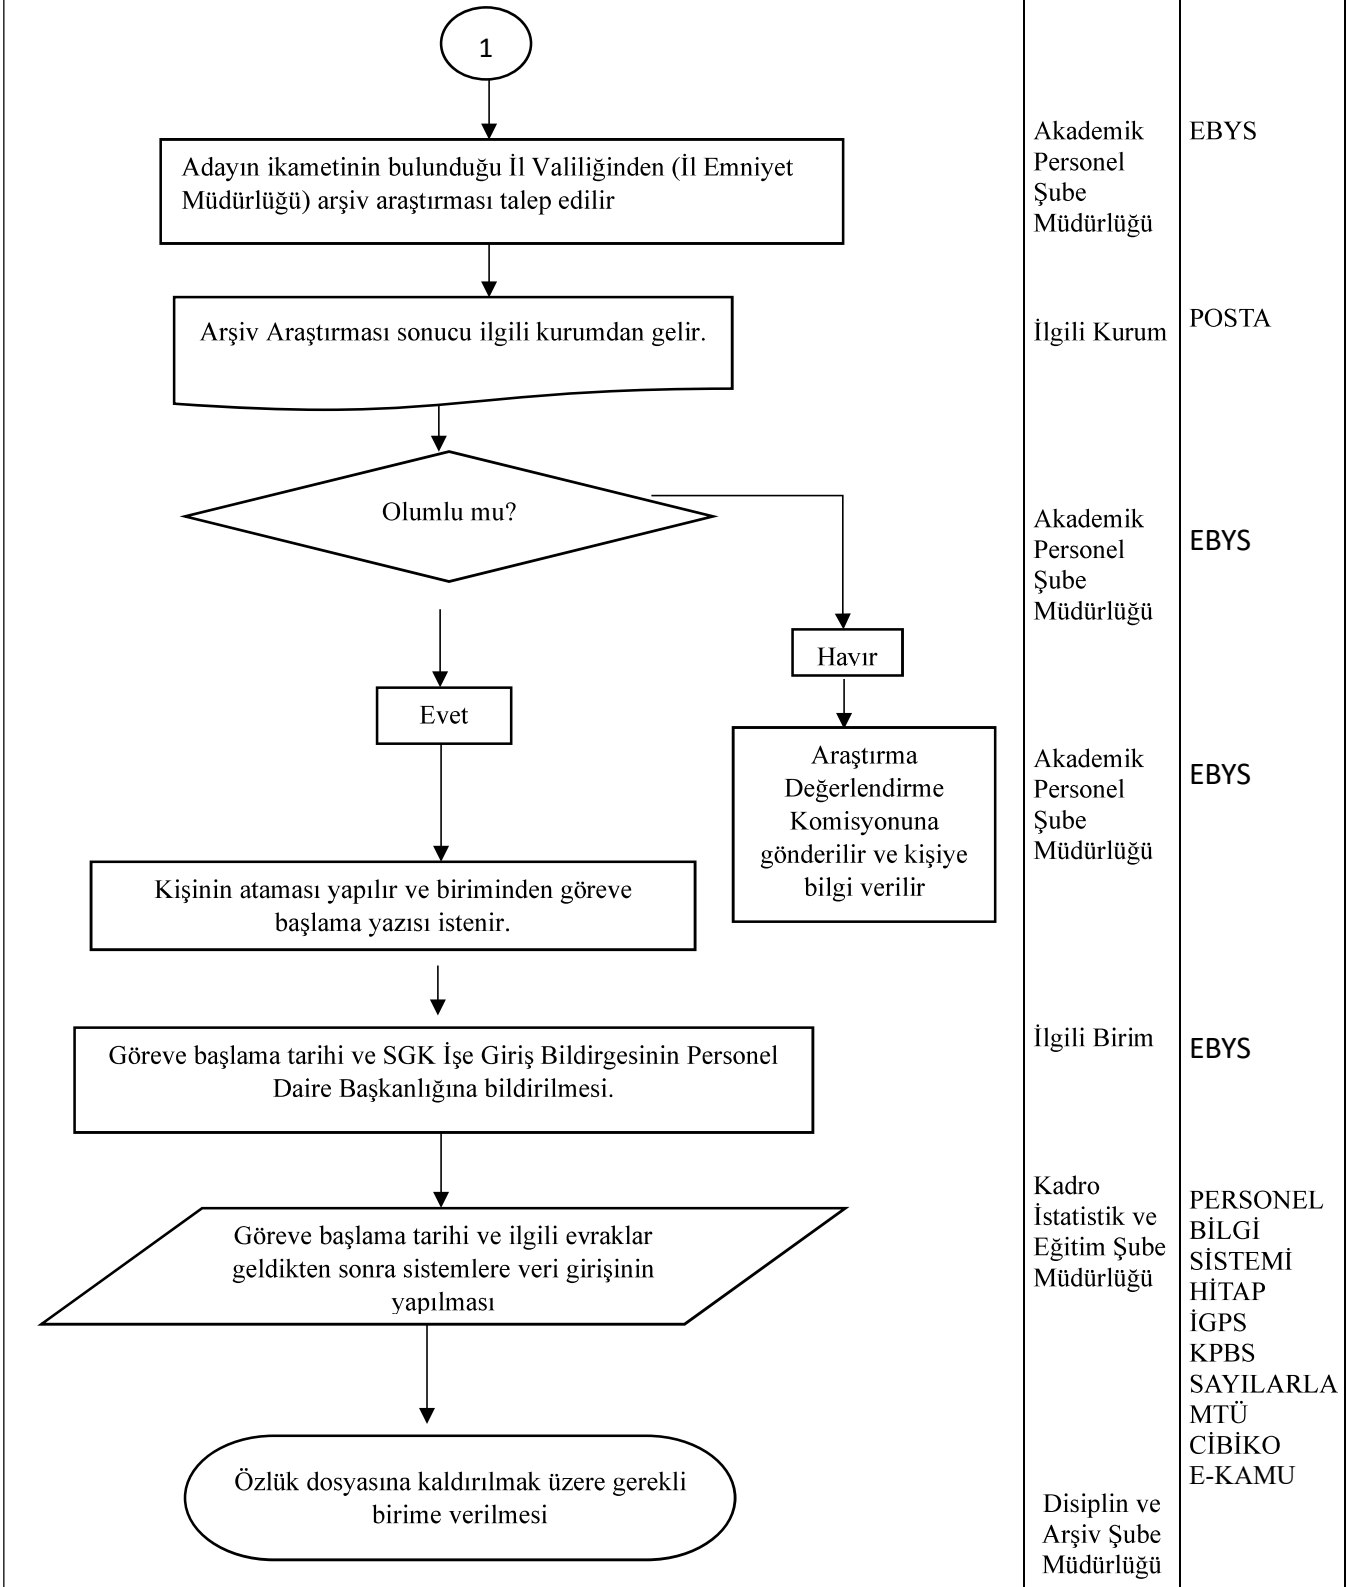 1
Adayın ikametinin bulunduğu İl Valiliğinden (İl Emniyet
Müdürlüğü) arşiv araştırması talep edilir
Akademik
Personel
Şube
Müdürlüğü
EBYS
Arşiv Araştırması sonucu ilgili kurumdan gelir.
İlgili Kurum
POSTA
Olumlu mu?
Akademik
Personel
Şube
Müdürlüğü
EBYS
Hayır
Evet
Araştırma
Değerlendirme
Komisyonuna
gönderilir ve kişiye
bilgi verilir
Akademik
Personel
Şube
Müdürlüğü
EBYS
Kişinin ataması yapılır ve biriminden göreve
başlama yazısı istenir.
Göreve başlama tarihi ve SGK İşe Giriş Bildirgesinin Personel
Daire Başkanlığına bildirilmesi.
İlgili Birim
EBYS
Göreve başlama tarihi ve ilgili evraklar
geldikten sonra sistemlere veri girişinin
yapılması
Kadro
İstatistik ve
Eğitim Şube
Müdürlüğü
PERSONEL
BİLGİ
SİSTEMİ
HİTAP
İGPS
KPBS
SAYILARLA
MTÜ
CİBİKO
E-KAMU
Özlük dosyasına kaldırılmak üzere gerekli
birime verilmesi
Disiplin ve
Arşiv Şube
Müdürlüğü